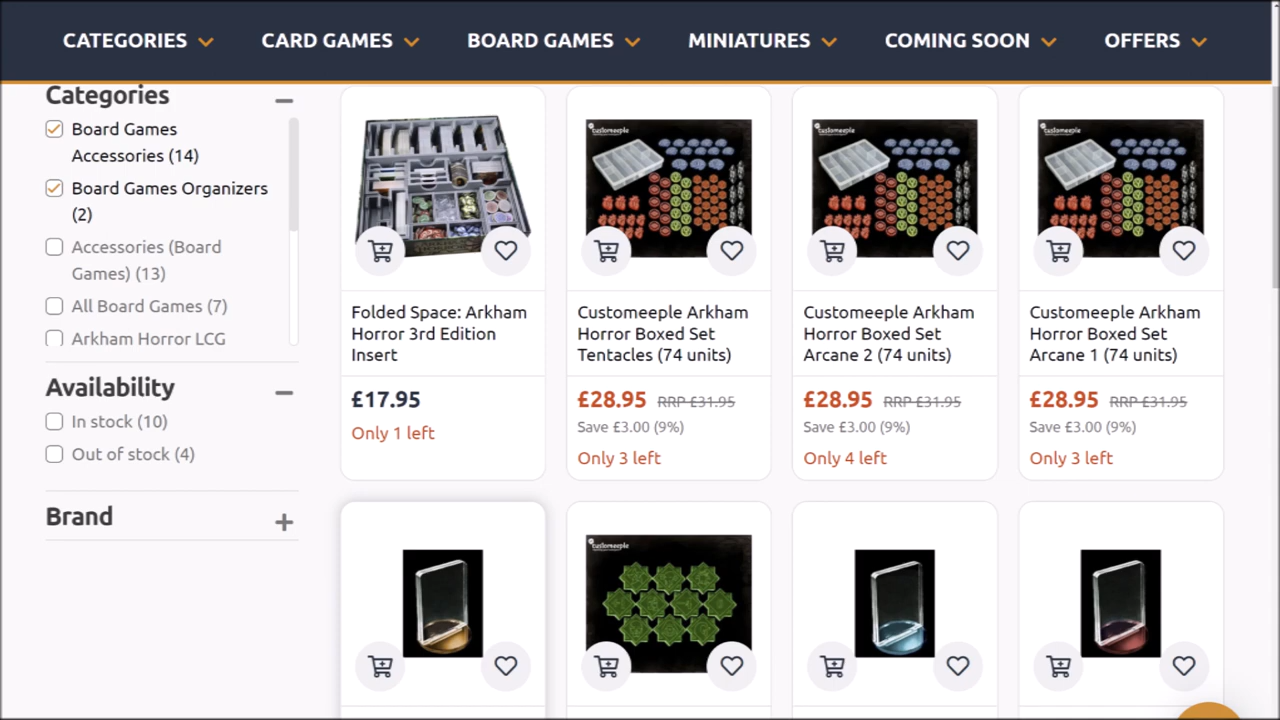 CATEGORIES
CARD GAMES
BOARD GAMES
MINIATURES
COMING SOON
OFFERS
Categories
Board Games
Accessories (14)
Board Games Organizers
(2)
Accessories (Board
Games) (13)
All Board Games (7)
Arkham Horror LCG
Availability
In stock (10)
Out of stock (4)
Brand
Folded Space: Arkham
Horror 3rd Edition
Insert
£17.95
Only 1 left
customeeple
Customeeple Arkham
Horror Boxed Set
Tentacles (74 units)
£28.95 RRP £31.95
Save £3.00 (9%)
Only 3 left
customeeple
Customeeple Arkham
Horror Boxed Set
Arcane 2 (74 units)
£28.95 RRP £31.95
Save £3.00 (9%)
Only 4 left
customeeple
Customeeple Arkham
Horror Boxed Set
Arcane 1 (74 units)
£28.95 RRP £31.95
Save £3.00 (9%)
Only 3 left
customeeple